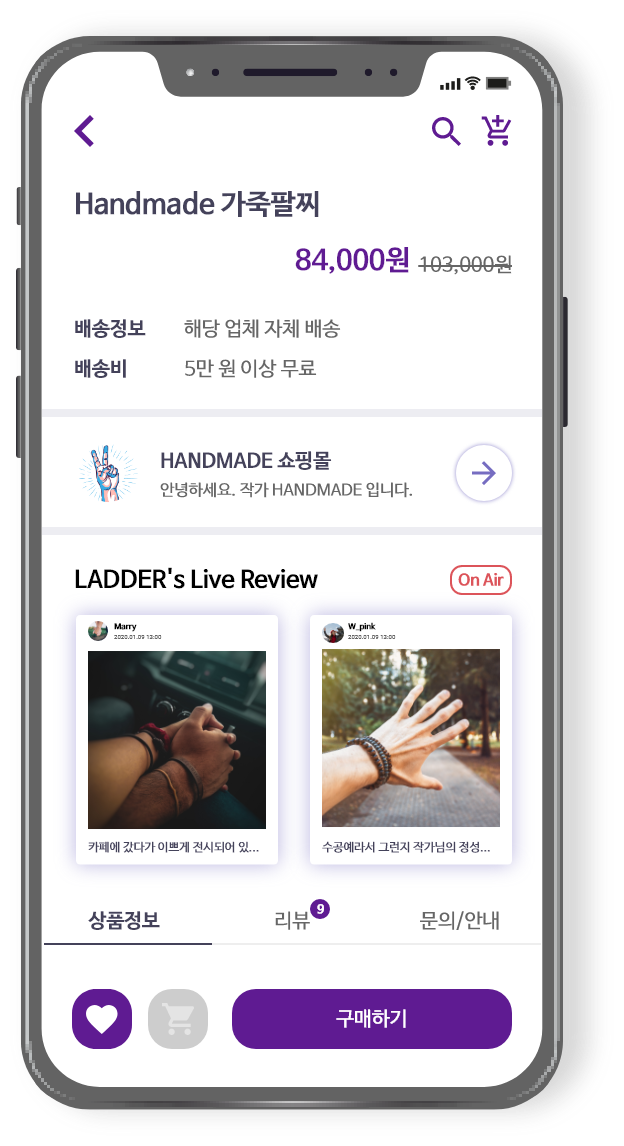 Handmade 가죽팔찌
84,000원 103,000원
배송정보 해당 업체 자체 배송
배송비 5만 원 이상 무료
HANDMADE 쇼핑몰
안녕하세요. 작가 HANDMADE 입니다.
LADDER's Live Review On Air
Marry
2020.01.09 13:00
카페에 갔다가 이쁘게 전시되어 있...
W_pink
2020.01.09 13:00
수공예라서 그런지 작가님의 정성...
상품정보 리뷰 9 문의/안내
구매하기